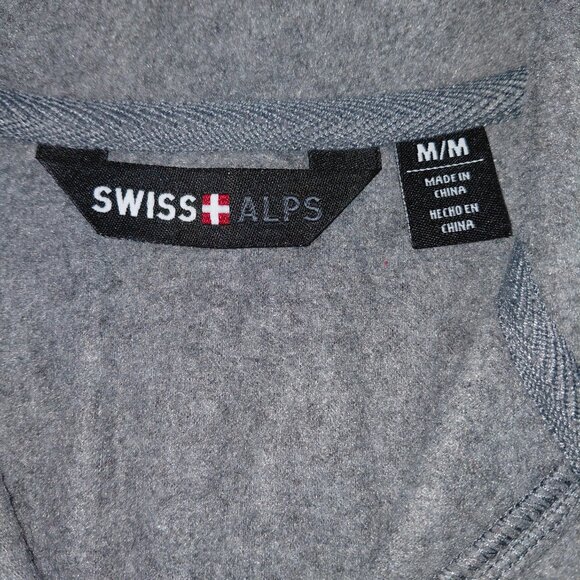 SWISS ALPS
M/M
MADE IN
CHINA
HECHO EN
CHINA